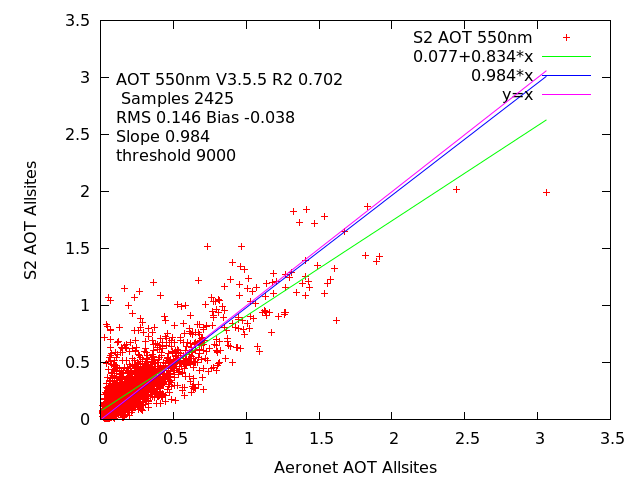 3.5
3
2.5
2
1.5
1
0.5
0
S2 AOT Allsites
S2 AOT 550nm
0.077+0.834*x
0.984*x
y=x
AOT 550nm V3.5.5 R2 0.702
Samples 2425
RMS 0.146 Bias -0.038
Slope 0.984
threshold 9000
0 0.5 1 1.5 2 2.5 3 3.5
Aeronet AOT Allsites